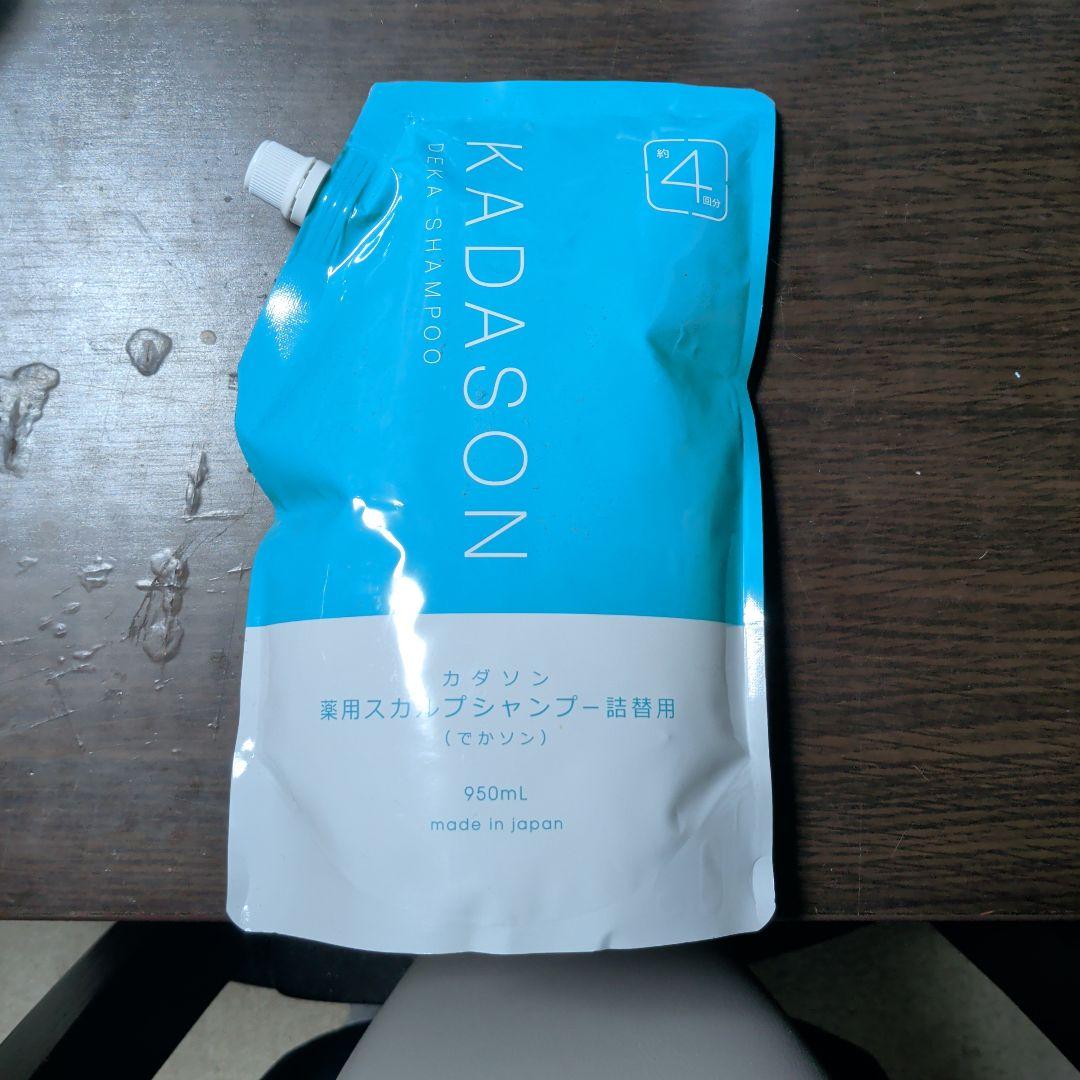 KADASON
DEKA SHAMPOO
約4回分
カダソン
薬用スカルプシャンプー詰替用
(でかソン)
950mL
made in japan